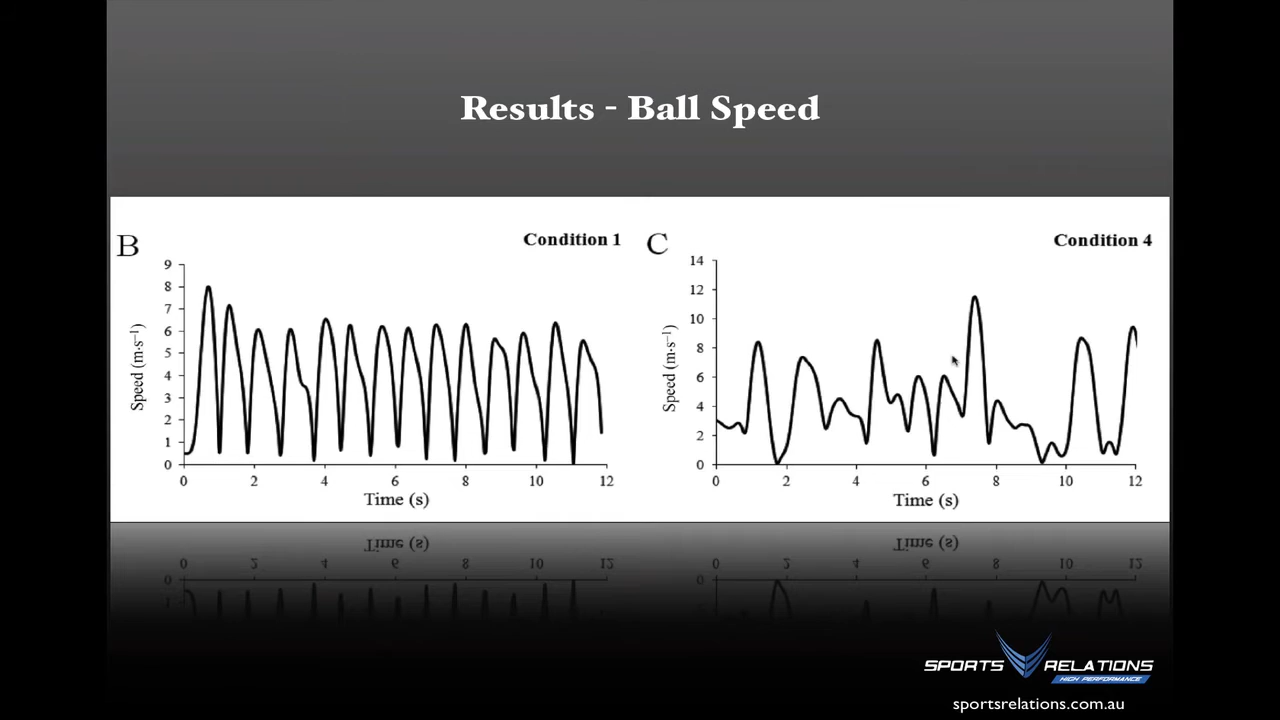 Results - Ball Speed
B
Condition 1
9
8
7
6
5
4
3
2
1
0
Speed (m·s⁻¹)
0 2 4 6 8 10 12
Time (s)
C
Condition 4
14
12
10
8
6
4
2
0
Speed (m·s⁻¹)
0 2 4 6 8 10 12
Time (s)
SPORTS RELATIONS
HIGH PERFORMANCE
sportsrelations.com.au